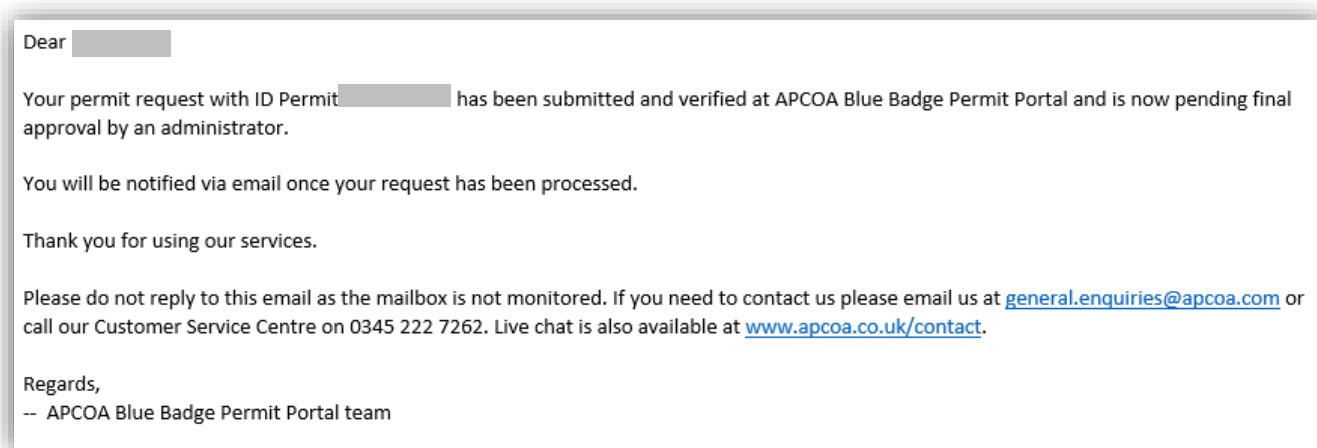 Dear
Your permit request with ID Permit has been submitted and verified at APCOA Blue Badge Permit Portal and is now pending final
approval by an administrator.
You will be notified via email once your request has been processed.
Thank you for using our services.
Please do not reply to this email as the mailbox is not monitored. If you need to contact us please email us at general.enquiries@apcoa.com or
call our Customer Service Centre on 0345 222 7262. Live chat is also available at www.apcoa.co.uk/contact.
Regards,
-- APCOA Blue Badge Permit Portal team